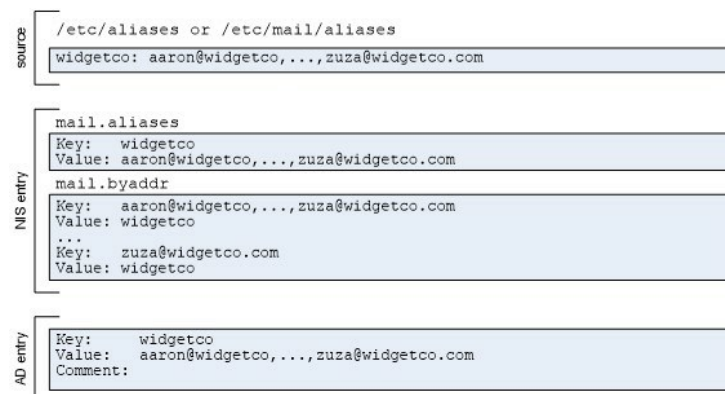 source
/etc/aliases or /etc/mail/aliases
widgetco: aaron@widgetco,...,zuza@widgetco.com
NIS entry
mail.aliases
Key: widgetco
Value: aaron@widgetco,...,zuza@widgetco.com
mail.byaddr
Key: aaron@widgetco,...,zuza@widgetco.com
Value: widgetco
...
Key: zuza@widgetco.com
Value: widgetco
AD entry
Key: widgetco
Value: aaron@widgetco,...,zuza@widgetco.com
Comment: